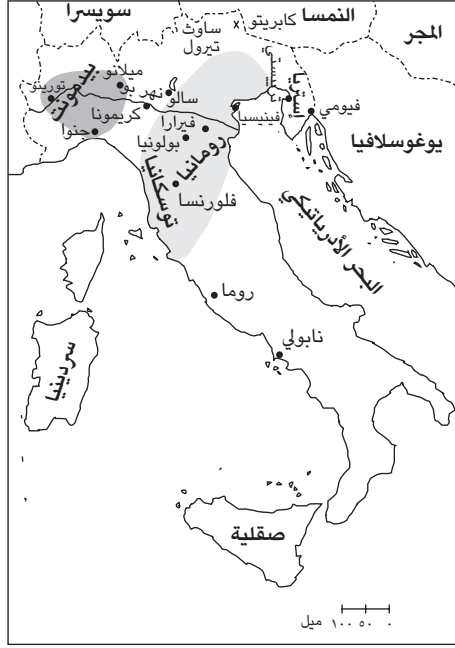 سويسرا
النمسا
المجر
ساوث
تيرول
كابريتو
ميلانو
تورينو
بيدمونت
نهر بو
سالو
كريمونا
جنوا
فيرارا
بولونيا
رومانيا
توسكانيا
فلورنسا
فينيسيا
إستريا
فيومي
يوغوسلافيا
البحر الأدرياتيكي
روما
نابولي
سردينيا
صقلية
٠ ٥٠ ١٠٠ ميل